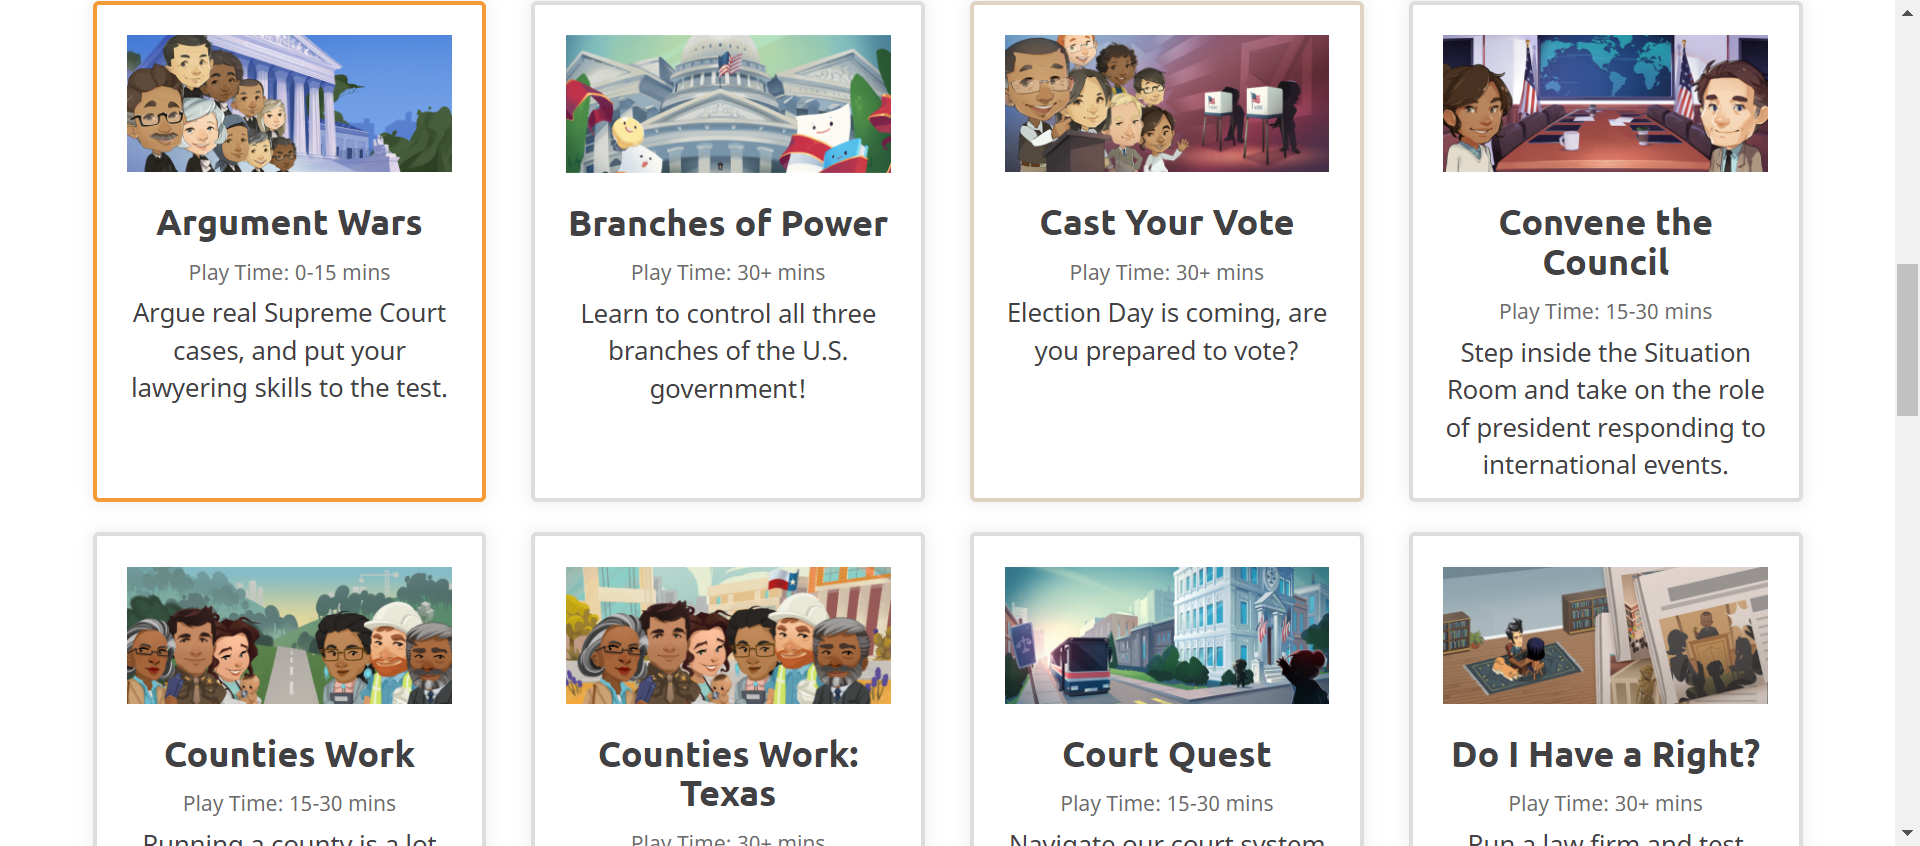 Argument Wars
Play Time: 0-15 mins
Argue real Supreme Court
cases, and put your
lawyering skills to the test.
Branches of Power
Play Time: 30+ mins
Learn to control all three
branches of the U.S.
government!
Cast Your Vote
Play Time: 30+ mins
Election Day is coming, are
you prepared to vote?
Convene the
Council
Play Time: 15-30 mins
Step inside the Situation
Room and take on the role
of president responding to
international events.
Counties Work
Play Time: 15-30 mins
Running a county is a lot
Counties Work:
Texas
Play Time: 30+ mins
Court Quest
Play Time: 15-30 mins
Navigate our court system
Do I Have a Right?
Play Time: 30+ mins
Run a law firm and test